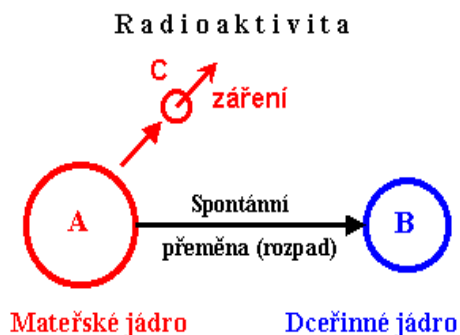 Radioaktivita
C
záření
A
Spontánní
přeměna (rozpad)
B
Mateřské jádro
Dceřinné jádro